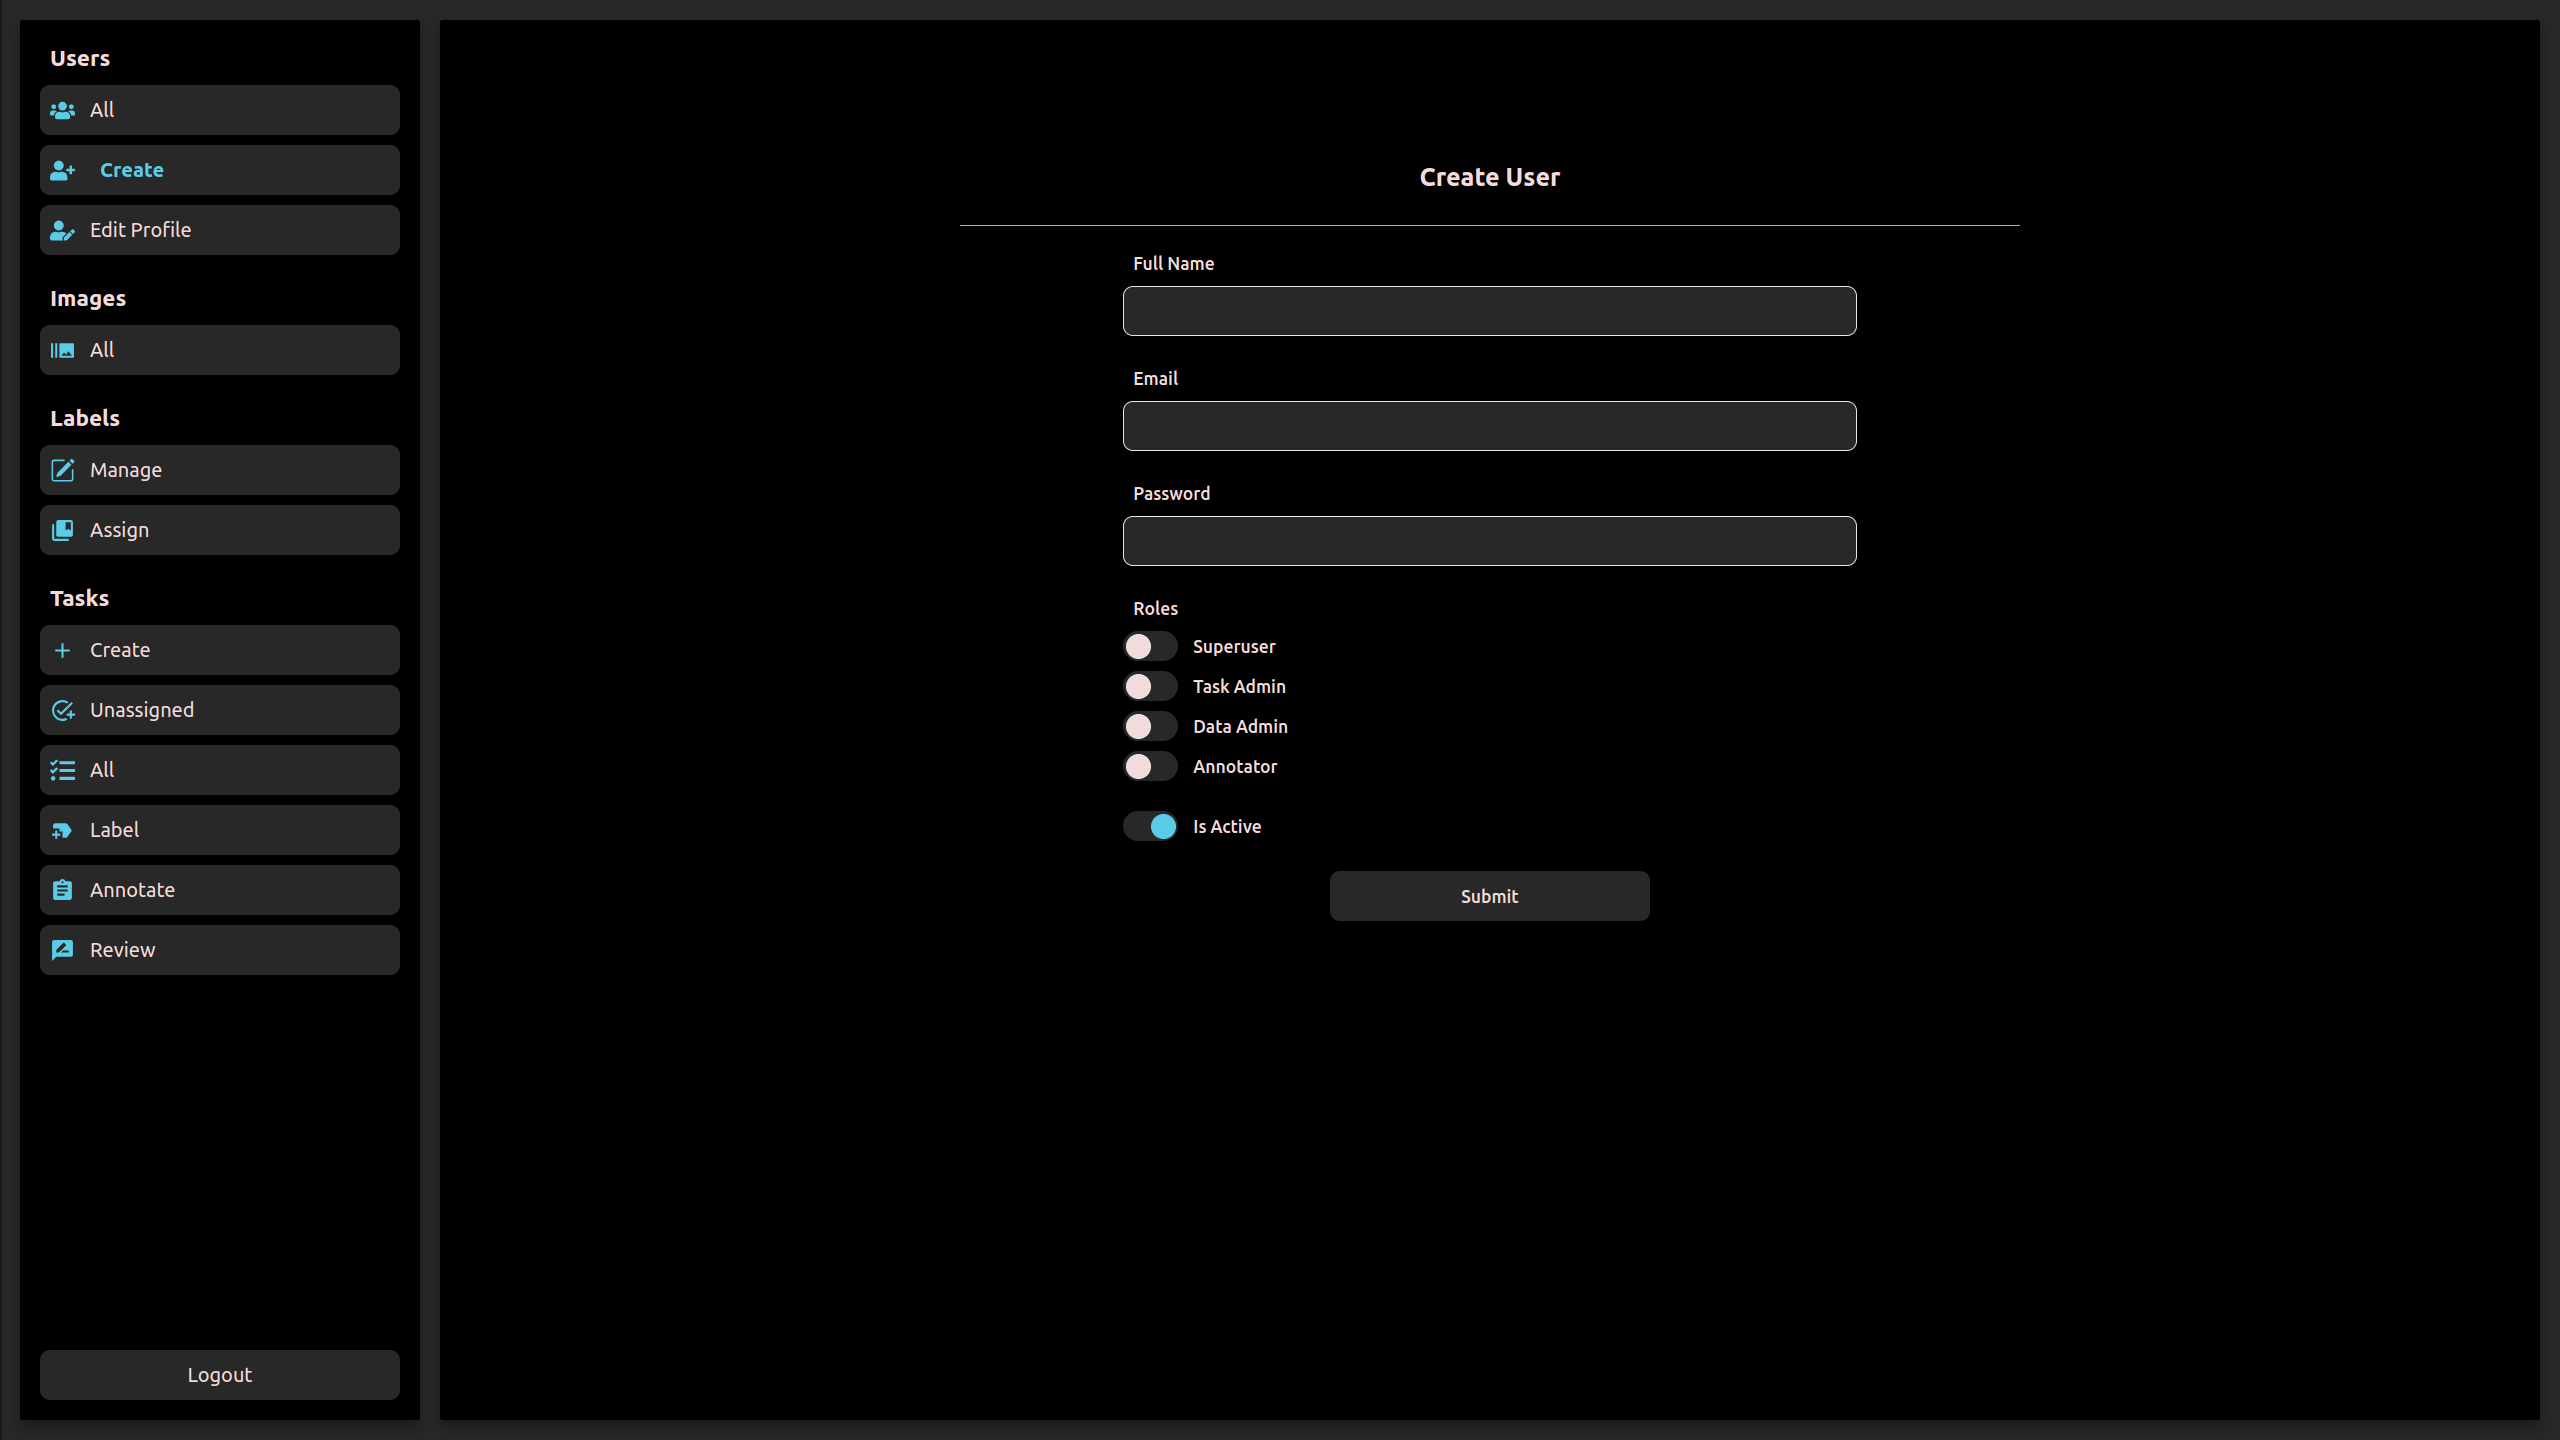 Users
All
Create
Edit Profile
Images
All
Labels
Manage
Assign
Tasks
Create
Unassigned
All
Label
Annotate
Review
Logout
Create User
Full Name
Email
Password
Roles
Superuser
Task Admin
Data Admin
Annotator
Is Active
Submit